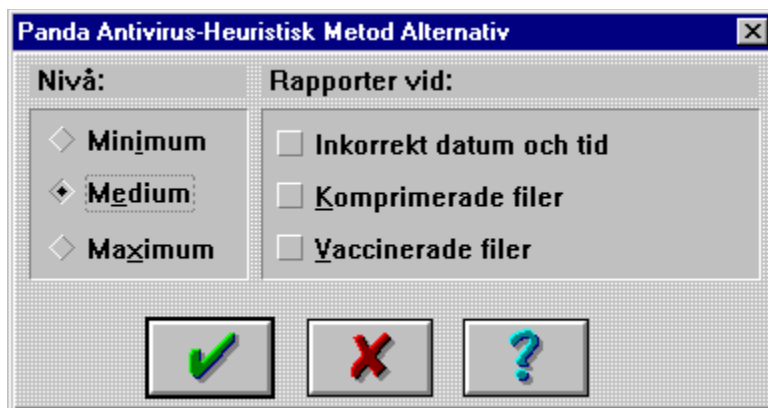 Panda Antivirus-Heuristisk Metod Alternativ
Nivå:
Minimum
Medium
Maximum
Rapporter vid:
Inkorrekt datum och tid
Komprimerade filer
Vaccinerade filer